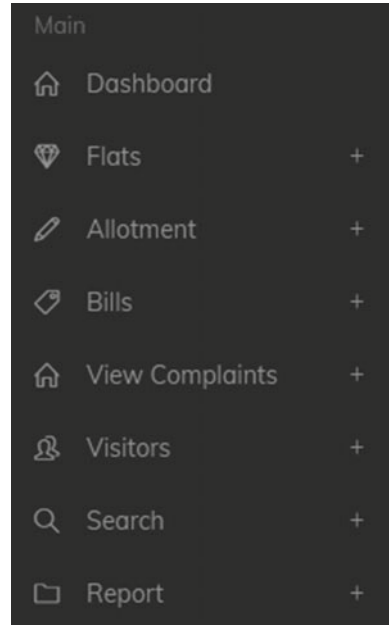 Main
Dashboard
Flats +
Allotment +
Bills +
View Complaints +
Visitors +
Search +
Report +